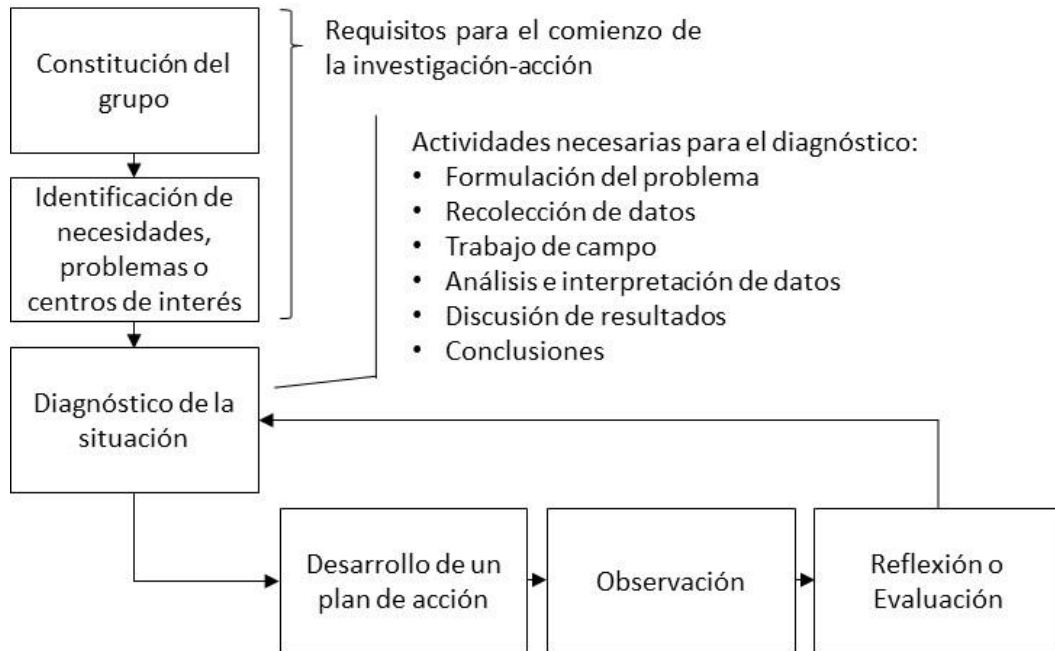 Constitución del
grupo
Requisitos para el comienzo de
la investigación-acción
Identificación de
necesidades,
problemas o
centros de interés
Actividades necesarias para el diagnóstico:
• Formulación del problema
• Recolección de datos
• Trabajo de campo
• Análisis e interpretación de datos
• Discusión de resultados
• Conclusiones
Diagnóstico de la
situación
Desarrollo de un
plan de acción
Observación
Reflexión o
Evaluación